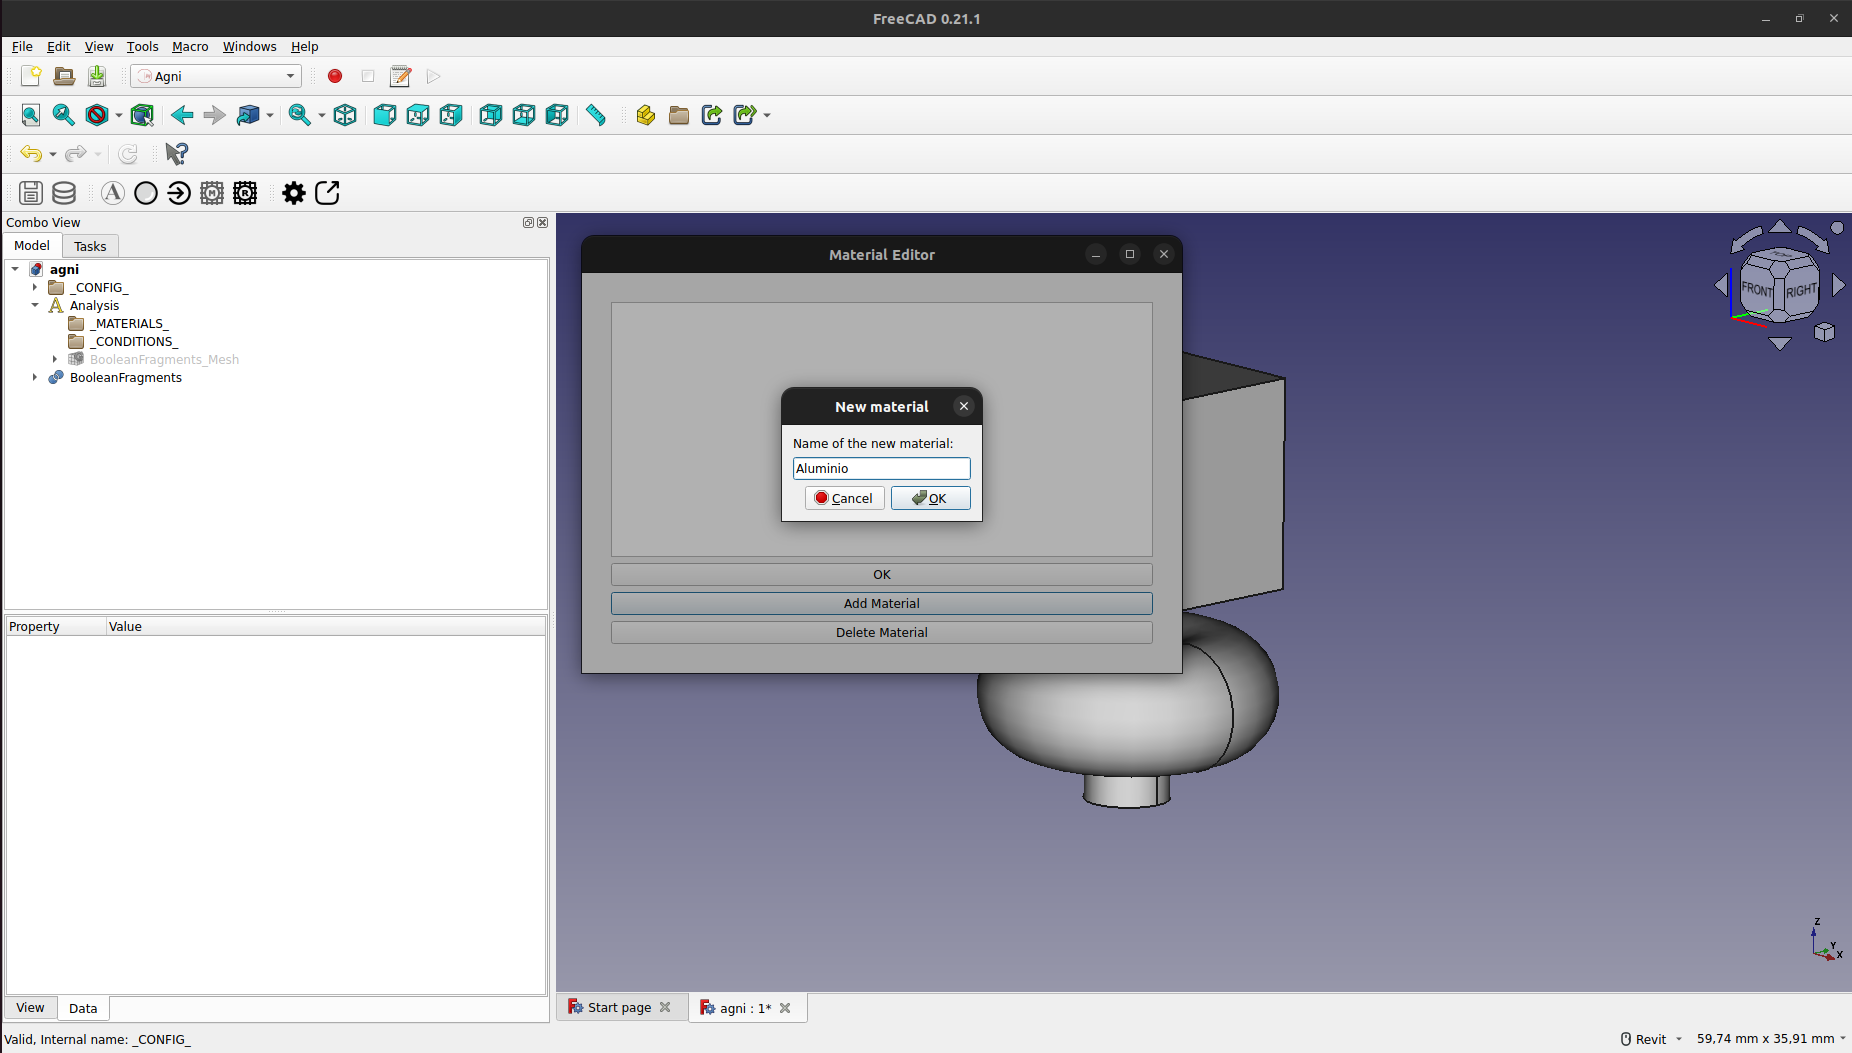 FreeCAD 0.21.1
File Edit View Tools Macro Windows Help
Agni
Combo View
Model Tasks
agni
_CONFIG_
Analysis
_MATERIALS_
_CONDITIONS_
BooleanFragments_Mesh
BooleanFragments
Property Value
View Data
Valid, Internal name: _CONFIG_
Material Editor
New material
Name of the new material:
Aluminio
Cancel OK
OK
Add Material
Delete Material
TOP
FRONT RIGHT
Z
Y
X
Start page agni : 1*
Revit 59,74 mm x 35,91 mm